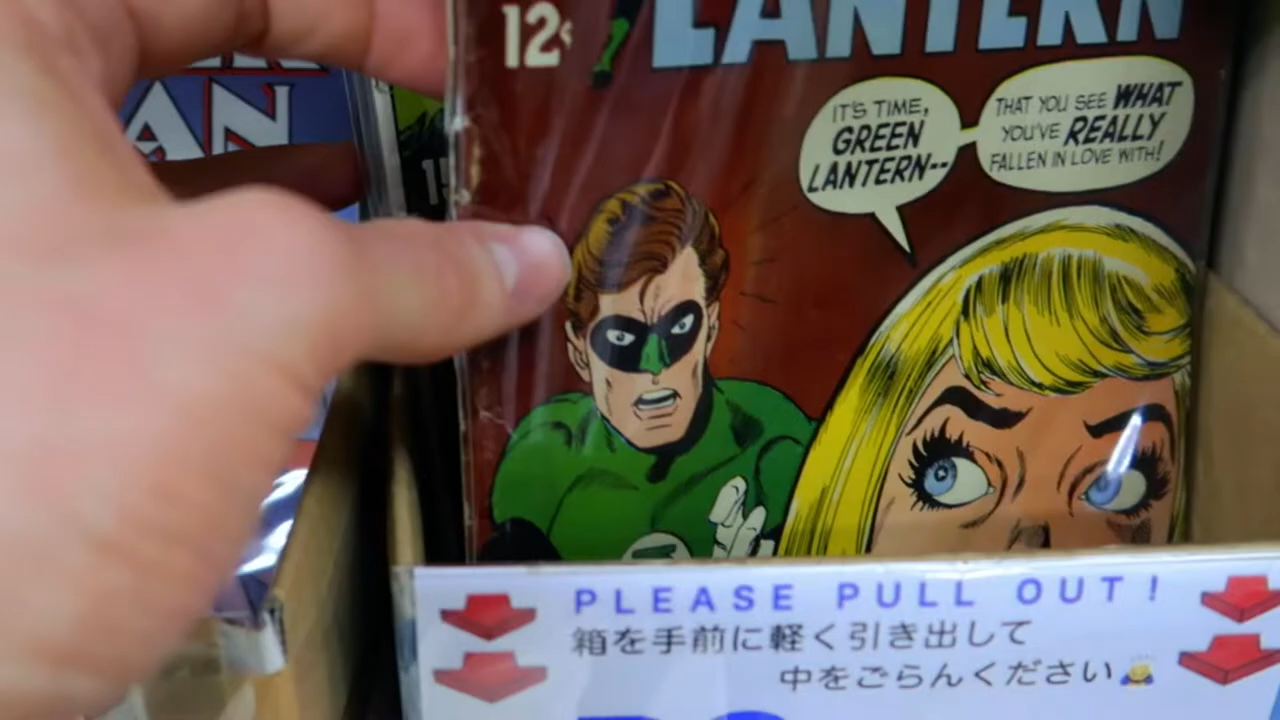 12¢
LANTERN
AN
15
IT'S TIME,
GREEN
LANTERN--
THAT YOU SEE WHAT
YOU'VE REALLY
FALLEN IN LOVE WITH!
PLEASE PULL OUT!
箱を手前に軽く引き出して
中をごらんください🙇